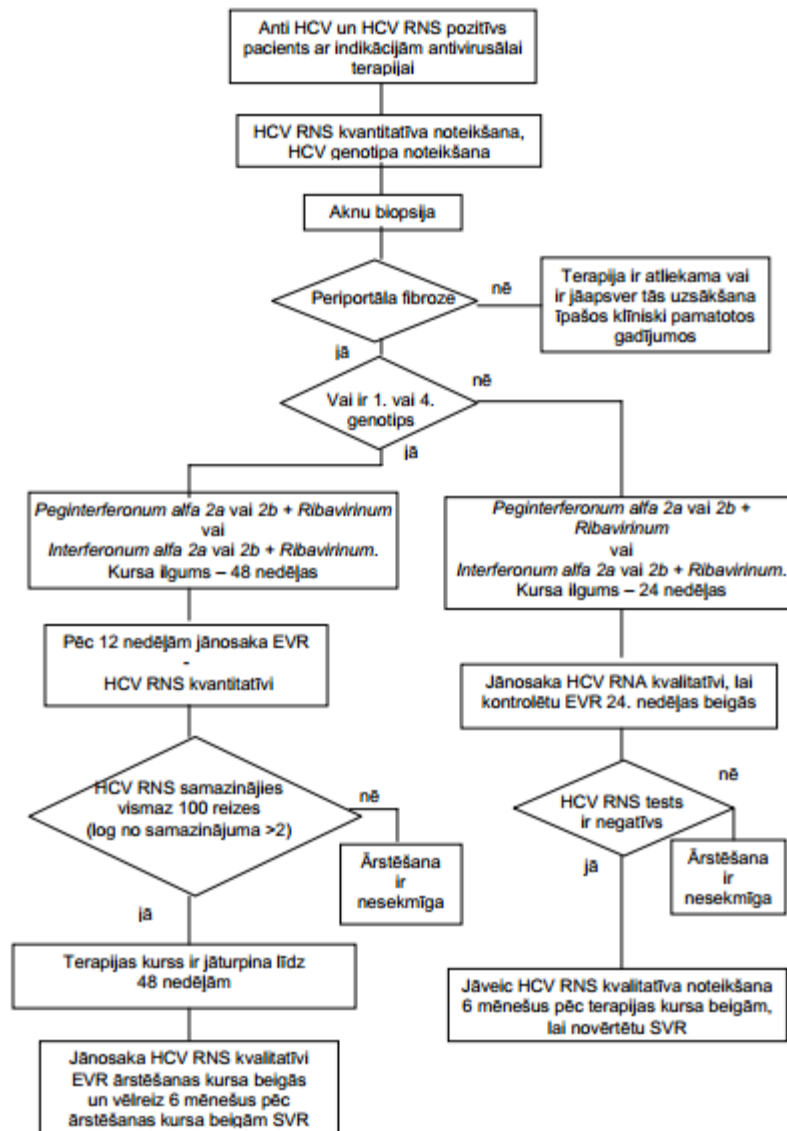 Anti HCV un HCV RNS pozitīvs
pacients ar indikācijām antivirusālai
terapijai
HCV RNS kvantitatīva noteikšana,
HCV genotipa noteikšana
Aknu biopsija
Periportāla fibroze
nē
Terapija ir atliekama vai
ir jāapsver tās uzsākšana
īpašos klīniski pamatotos
gadījumos
jā
Vai ir 1. vai 4.
genotips
nē
jā
Peginterferonum alfa 2a vai 2b + Ribavirinum
vai
Interferonum alfa 2a vai 2b + Ribavirinum.
Kursa ilgums – 48 nedēļas
Peginterferonum alfa 2a vai 2b +
Ribavirinum
vai
Interferonum alfa 2a vai 2b + Ribavirinum.
Kursa ilgums – 24 nedēļas
Pēc 12 nedēļām jānosaka EVR
-
HCV RNS kvantitatīvi
Jānosaka HCV RNA kvalitatīvi, lai
kontrolētu EVR 24. nedēļas beigās
HCV RNS samazinājies
vismaz 100 reizes
(log no samazinājuma >2)
nē
Ārstēšana
ir
nesekmīga
jā
HCV RNS tests
ir negatīvs
nē
Ārstēšana
ir
nesekmīga
jā
Terapijas kurss ir jāturpina līdz
48 nedēļām
Jāveic HCV RNS kvalitatīva noteikšana
6 mēnešus pēc terapijas kursa beigām,
lai novērtētu SVR
Jānosaka HCV RNS kvalitatīvi
EVR ārstēšanas kursa beigās
un vēlreiz 6 mēnešus pēc
ārstēšanas kursa beigām SVR